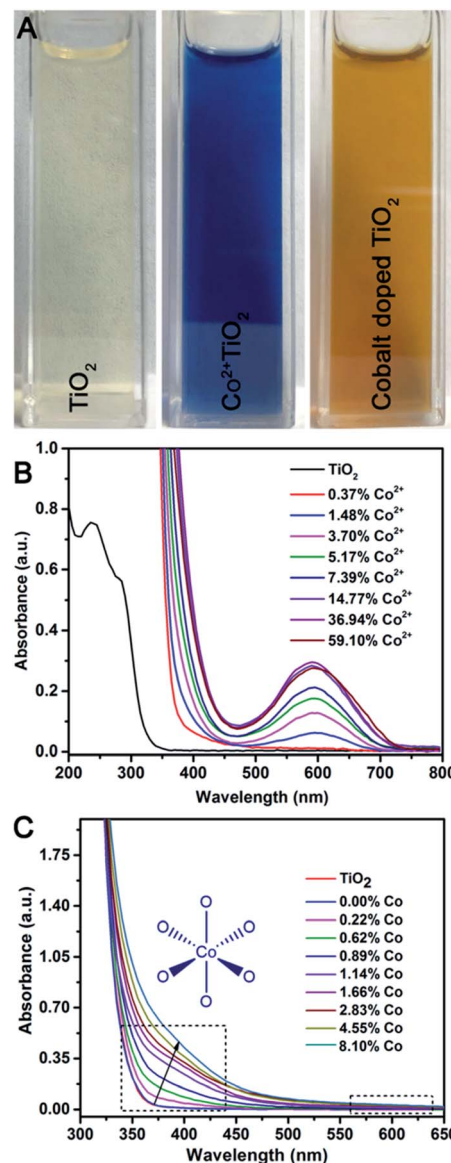 A
TiO₂
Co²⁺TiO₂
Cobalt doped TiO₂
B
1.0
0.8
0.6
0.4
0.2
0.0
Absorbance (a.u.)
TiO₂
0.37% Co²⁺
1.48% Co²⁺
3.70% Co²⁺
5.17% Co²⁺
7.39% Co²⁺
14.77% Co²⁺
36.94% Co²⁺
59.10% Co²⁺
200 300 400 500 600 700 800
Wavelength (nm)
C
1.75
1.40
1.05
0.70
0.35
0.00
Absorbance (a.u.)
O
O O
Co
O O
O
TiO₂
0.00% Co
0.22% Co
0.62% Co
0.89% Co
1.14% Co
1.66% Co
2.83% Co
4.55% Co
8.10% Co
300 350 400 450 500 550 600 650
Wavelength (nm)